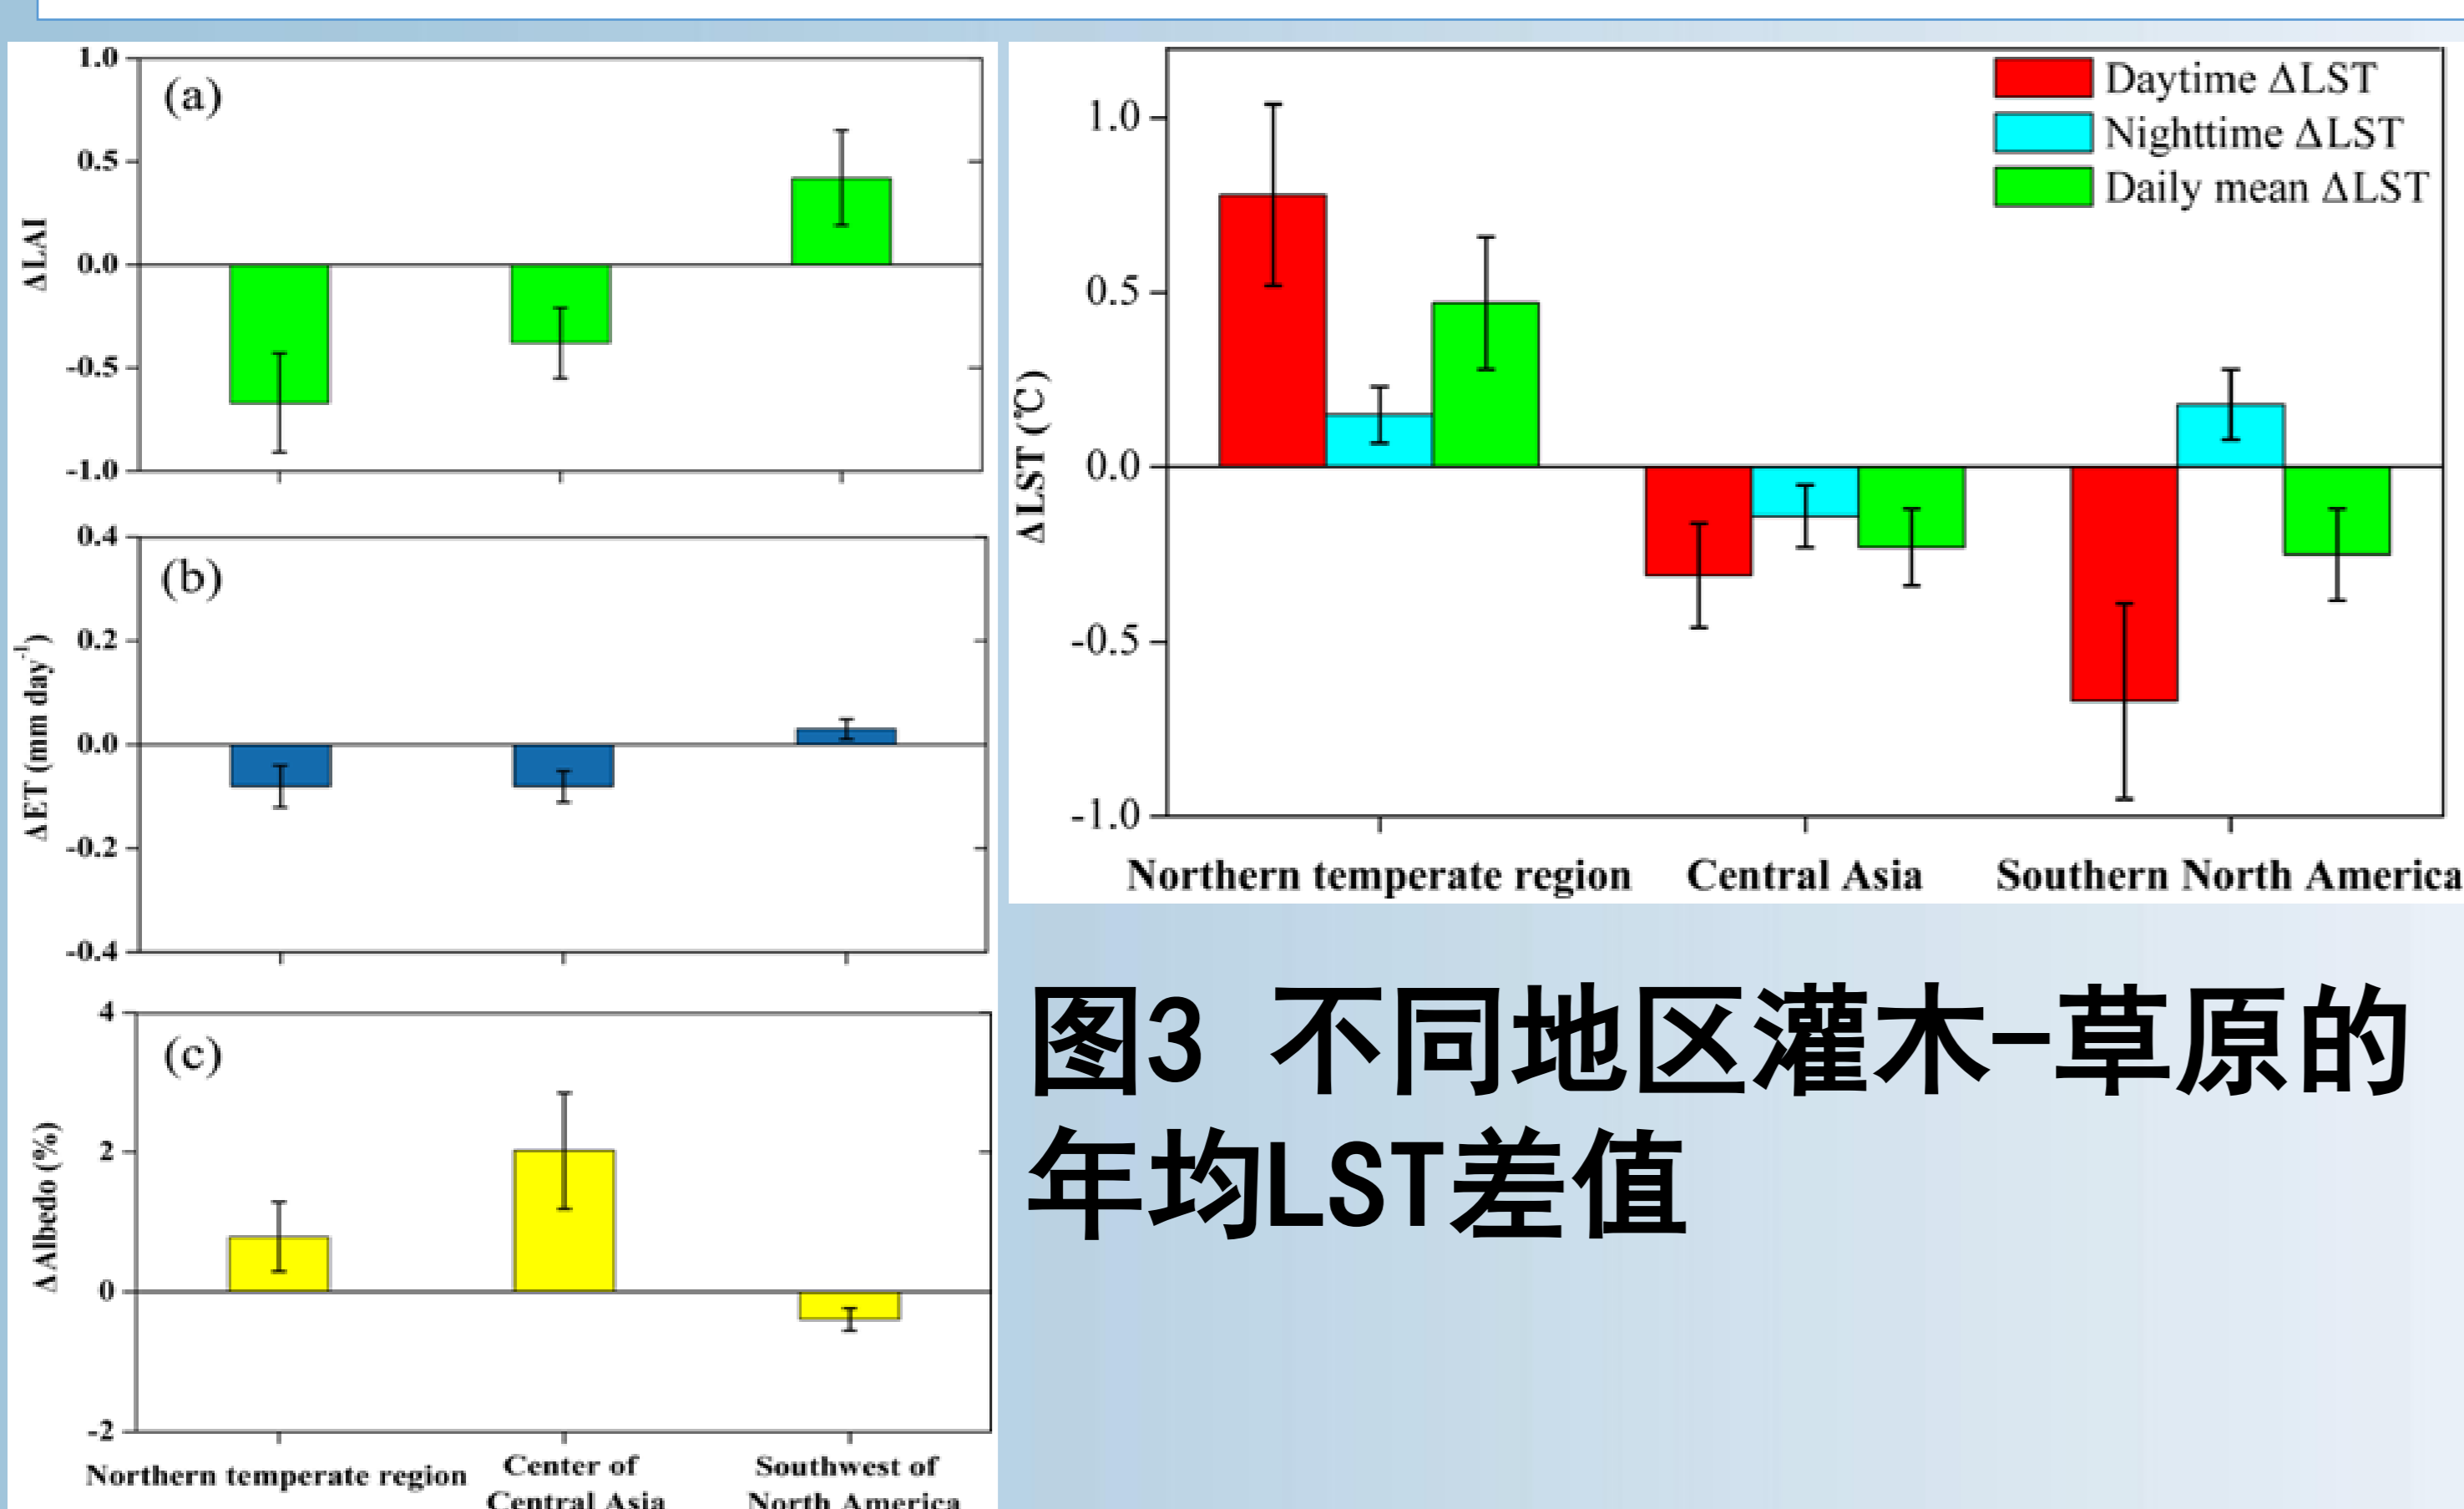 1.0
(a)
0.5
ΔLAI
0.0
-0.5
-1.0
0.4
(b)
0.2
ΔET (mm day-1)
0.0
-0.2
-0.4
4
(c)
2
ΔAlbedo (%)
0
-2
Northern temperate region
Center of
Central Asia
Southwest of
North America
Daytime ΔLST
Nighttime ΔLST
Daily mean ΔLST
1.0
0.5
ΔLST (℃)
0.0
-0.5
-1.0
Northern temperate region Central Asia Southern North America
图3 不同地区灌木-草原的
年均LST差值